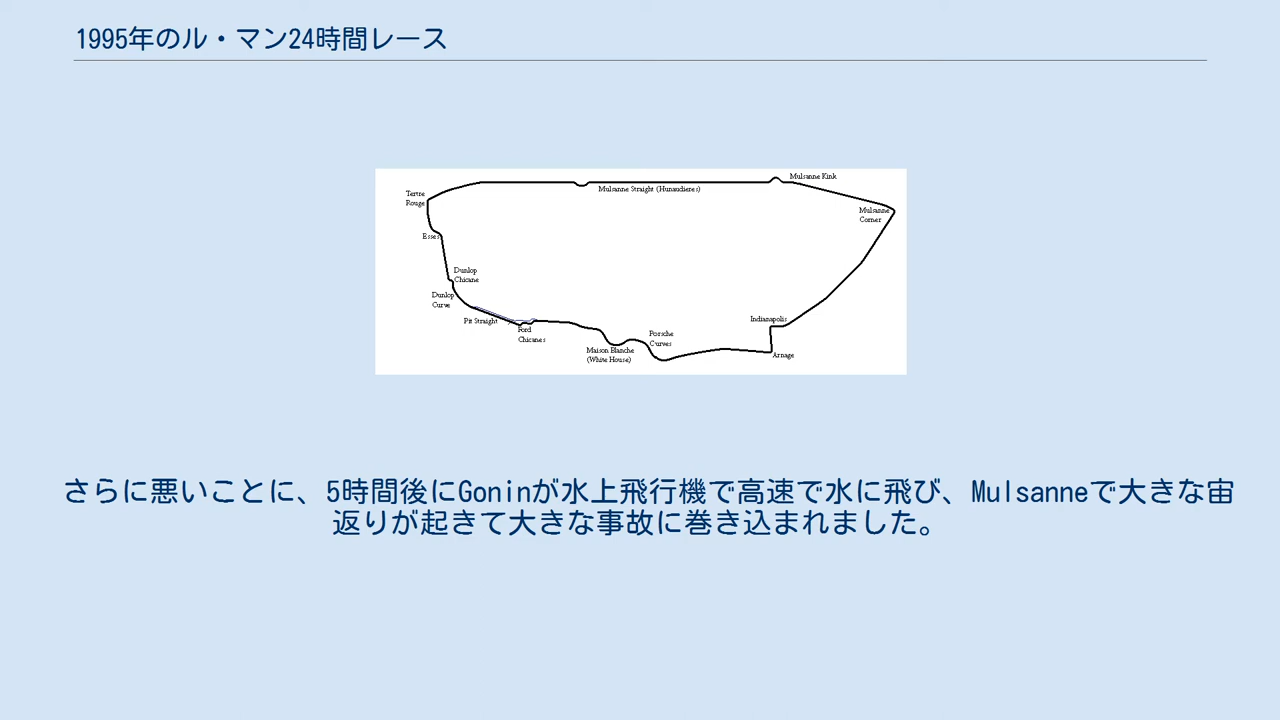 1995年のル・マン24時間レース
Mulsanne Kink
Mulsanne Straight (Hunaudieres)
Tertre
Rouge
Mulsanne
Corner
Esses
Dunlop
Chicane
Dunlop
Curve
Pit Straight
Ford
Chicanes
Indianapolis
Porsche
Curves
Maison Blanche
(White House)
Arnage
さらに悪いことに、5時間後にGoninが水上飛行機で高速で水に飛び、Mulsanneで大きな宙
返りが起きて大きな事故に巻き込まれました。